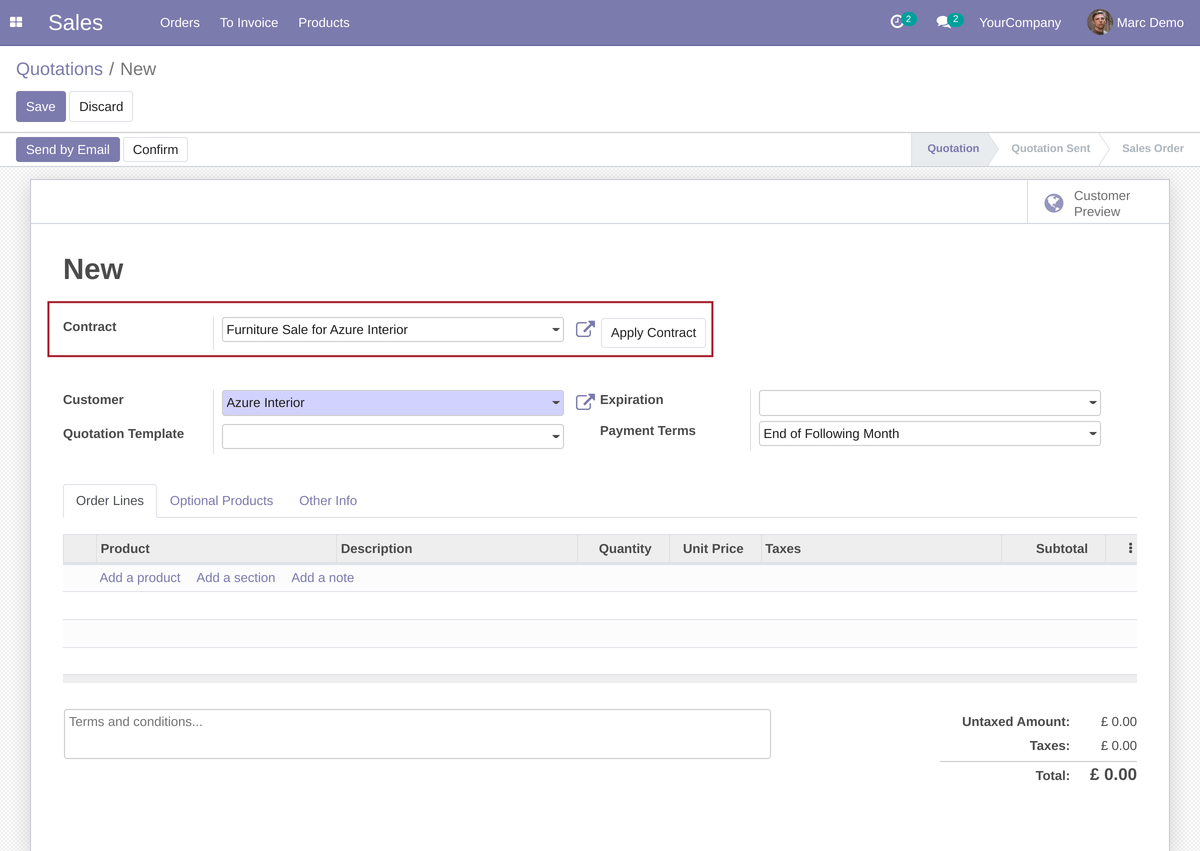 Sales Orders To Invoice Products 2 2 YourCompany Marc Demo
Quotations / New
Save Discard
Send by Email Confirm Quotation Quotation Sent Sales Order
Customer
Preview
New
Contract Furniture Sale for Azure Interior Apply Contract
Customer Azure Interior Expiration
Quotation Template Payment Terms End of Following Month
Order Lines Optional Products Other Info
Product Description Quantity Unit Price Taxes Subtotal
Add a product Add a section Add a note
Terms and conditions... Untaxed Amount: £ 0.00
Taxes: £ 0.00
Total: £ 0.00